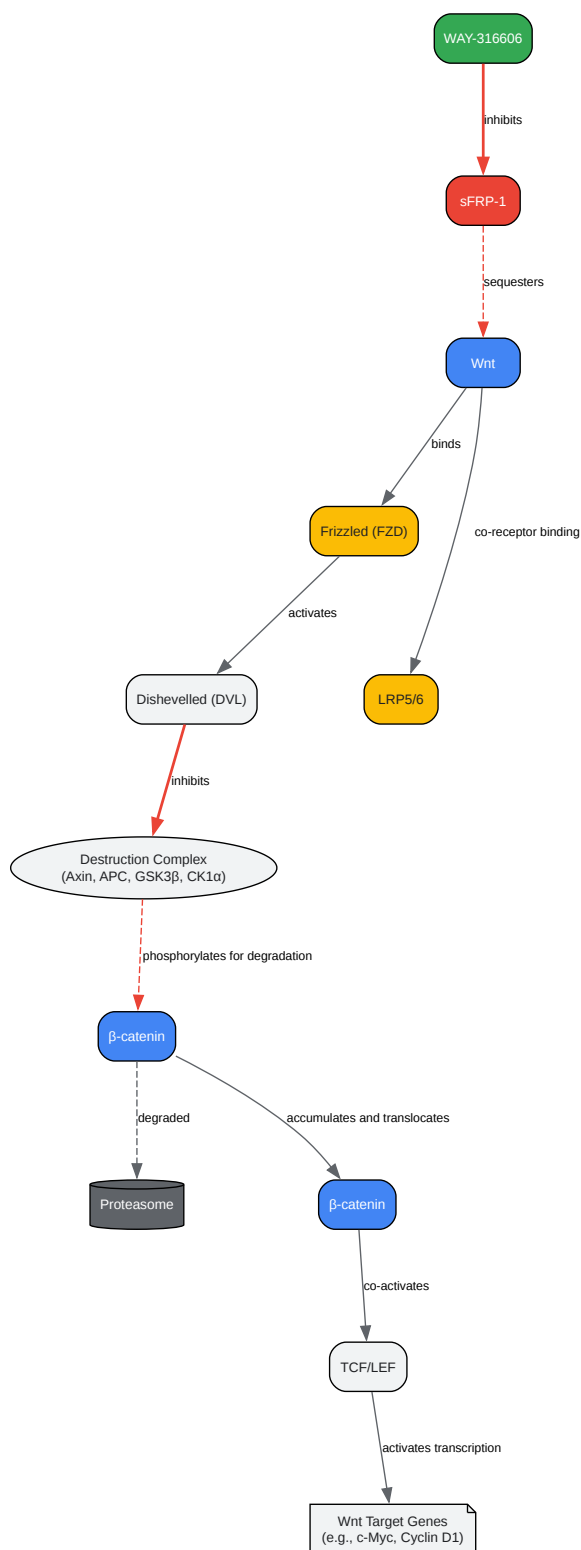 WAY-316606
inhibits
sFRP-1
sequesters
Wnt
binds
Frizzled (FZD)
co-receptor binding
activates
Dishevelled (DVL)
LRP5/6
inhibits
Destruction Complex
(Axin, APC, GSK3β, CK1α)
phosphorylates for degradation
β-catenin
degraded
accumulates and translocates
Proteasome
β-catenin
co-activates
TCF/LEF
activates transcription
Wnt Target Genes
(e.g., c-Myc, Cyclin D1)